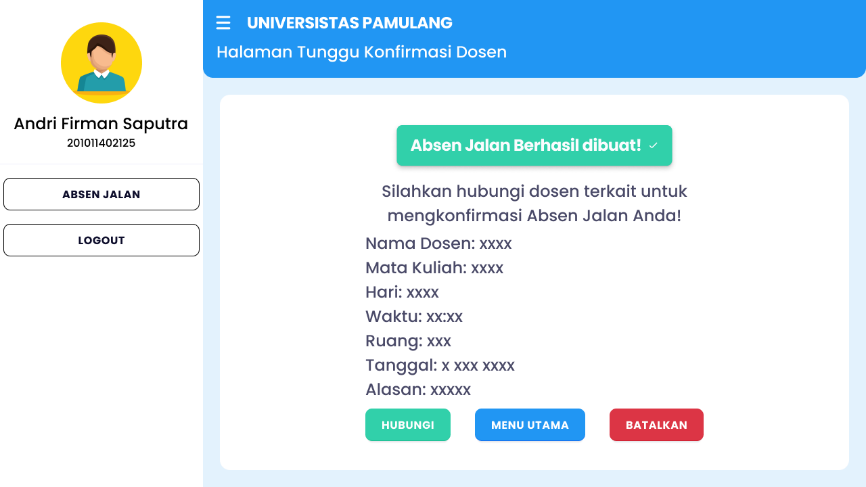 UNIVERSISTAS PAMULANG
Halaman Tunggu Konfirmasi Dosen
Andri Firman Saputra
201011402125
ABSEN JALAN
LOGOUT
Absen Jalan Berhasil dibuat!
Silahkan hubungi dosen terkait untuk
mengkonfirmasi Absen Jalan Anda!
Nama Dosen: xxxx
Mata Kuliah: xxxx
Hari: xxxx
Waktu: xx:xx
Ruang: xxx
Tanggal: x xxx xxxx
Alasan: xxxxx
HUBUNGI
MENU UTAMA
BATALKAN